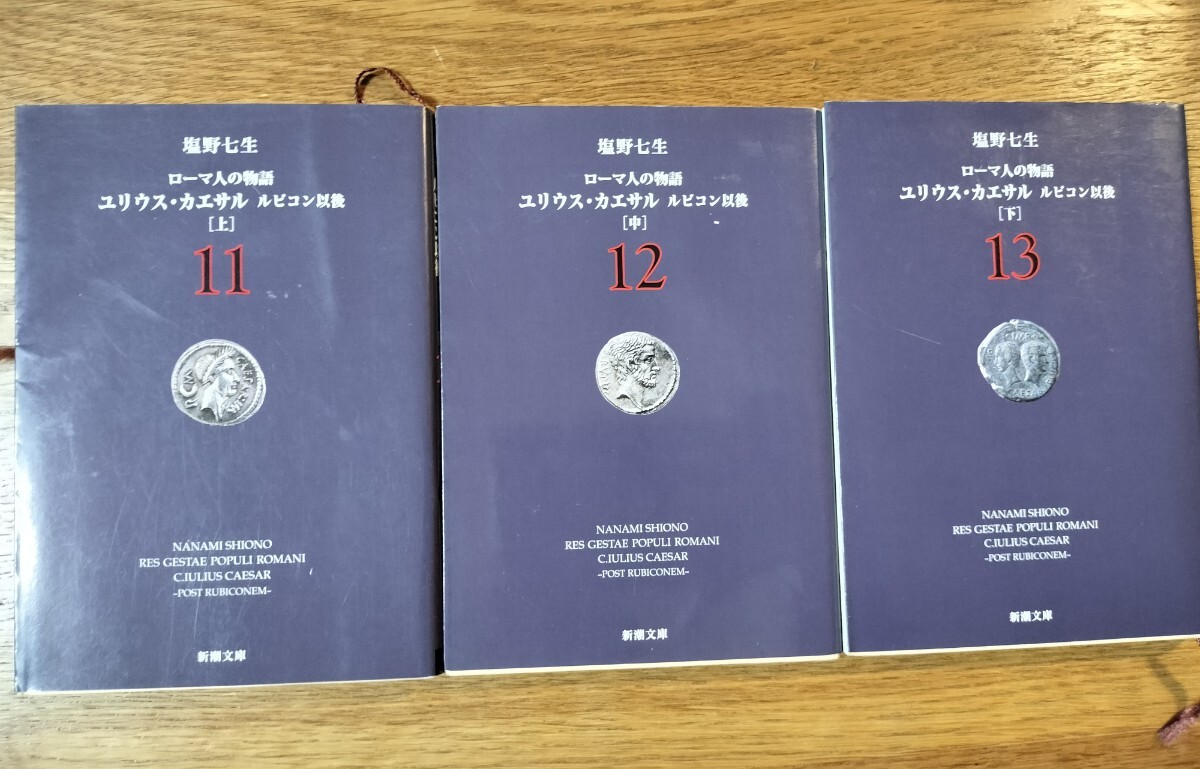 塩野七生
ローマ人の物語
ユリウス・カエサル ルビコン以後
[上]
11
NANAMI SHIONO
RES GESTAE POPULI ROMANI
C.IULIUS CAESAR
–POST RUBICONEM–
新潮文庫
塩野七生
ローマ人の物語
ユリウス・カエサル ルビコン以後
[中]
12
NANAMI SHIONO
RES GESTAE POPULI ROMANI
C.IULIUS CAESAR
–POST RUBICONEM–
新潮文庫
塩野七生
ローマ人の物語
ユリウス・カエサル ルビコン以後
[下]
13
NANAMI SHIONO
RES GESTAE POPULI ROMANI
C.IULIUS CAESAR
–POST RUBICONEM–
新潮文庫